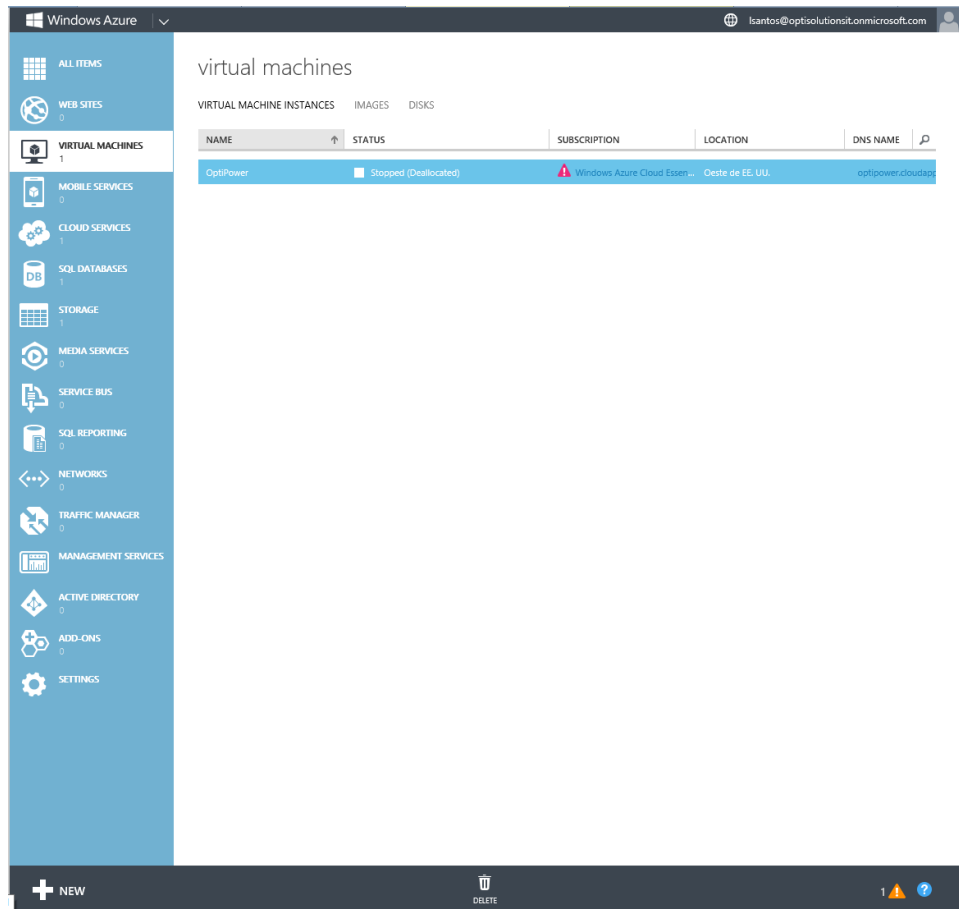 Windows Azure
lsantos@optisolutionsit.onmicrosoft.com
ALL ITEMS
WEB SITES
0
VIRTUAL MACHINES
1
MOBILE SERVICES
0
CLOUD SERVICES
1
DB
SQL DATABASES
1
STORAGE
1
MEDIA SERVICES
0
SERVICE BUS
0
SQL REPORTING
0
NETWORKS
0
TRAFFIC MANAGER
0
MANAGEMENT SERVICES
ACTIVE DIRECTORY
0
ADD-ONS
0
SETTINGS
virtual machines
VIRTUAL MACHINE INSTANCES IMAGES DISKS
NAME STATUS SUBSCRIPTION LOCATION DNS NAME
OptiPower Stopped (Deallocated) Windows Azure Cloud Essen... Oeste de EE. UU. optipower.cloudapp
NEW
DELETE
1
?